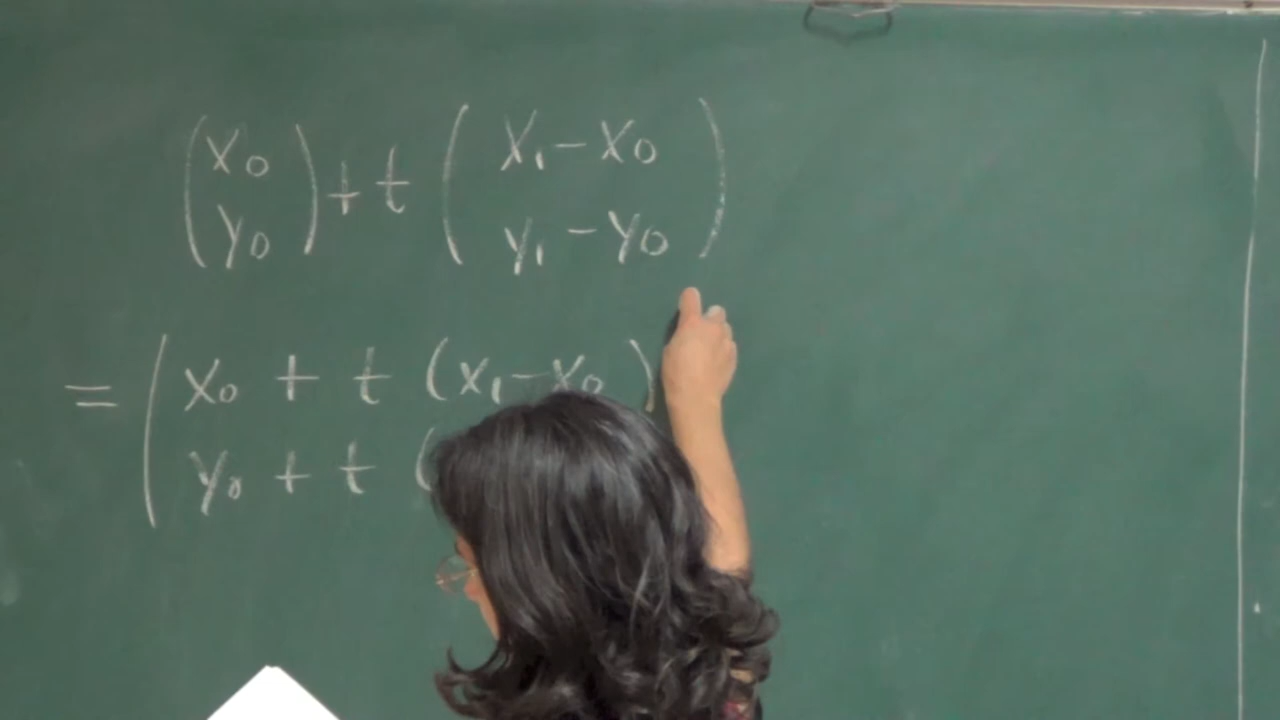 (x₀) + t (x₁ - x₀)
(y₀) (y₁ - y₀)
= ( x₀ + t (x₁ - x₀)
y₀ + t (